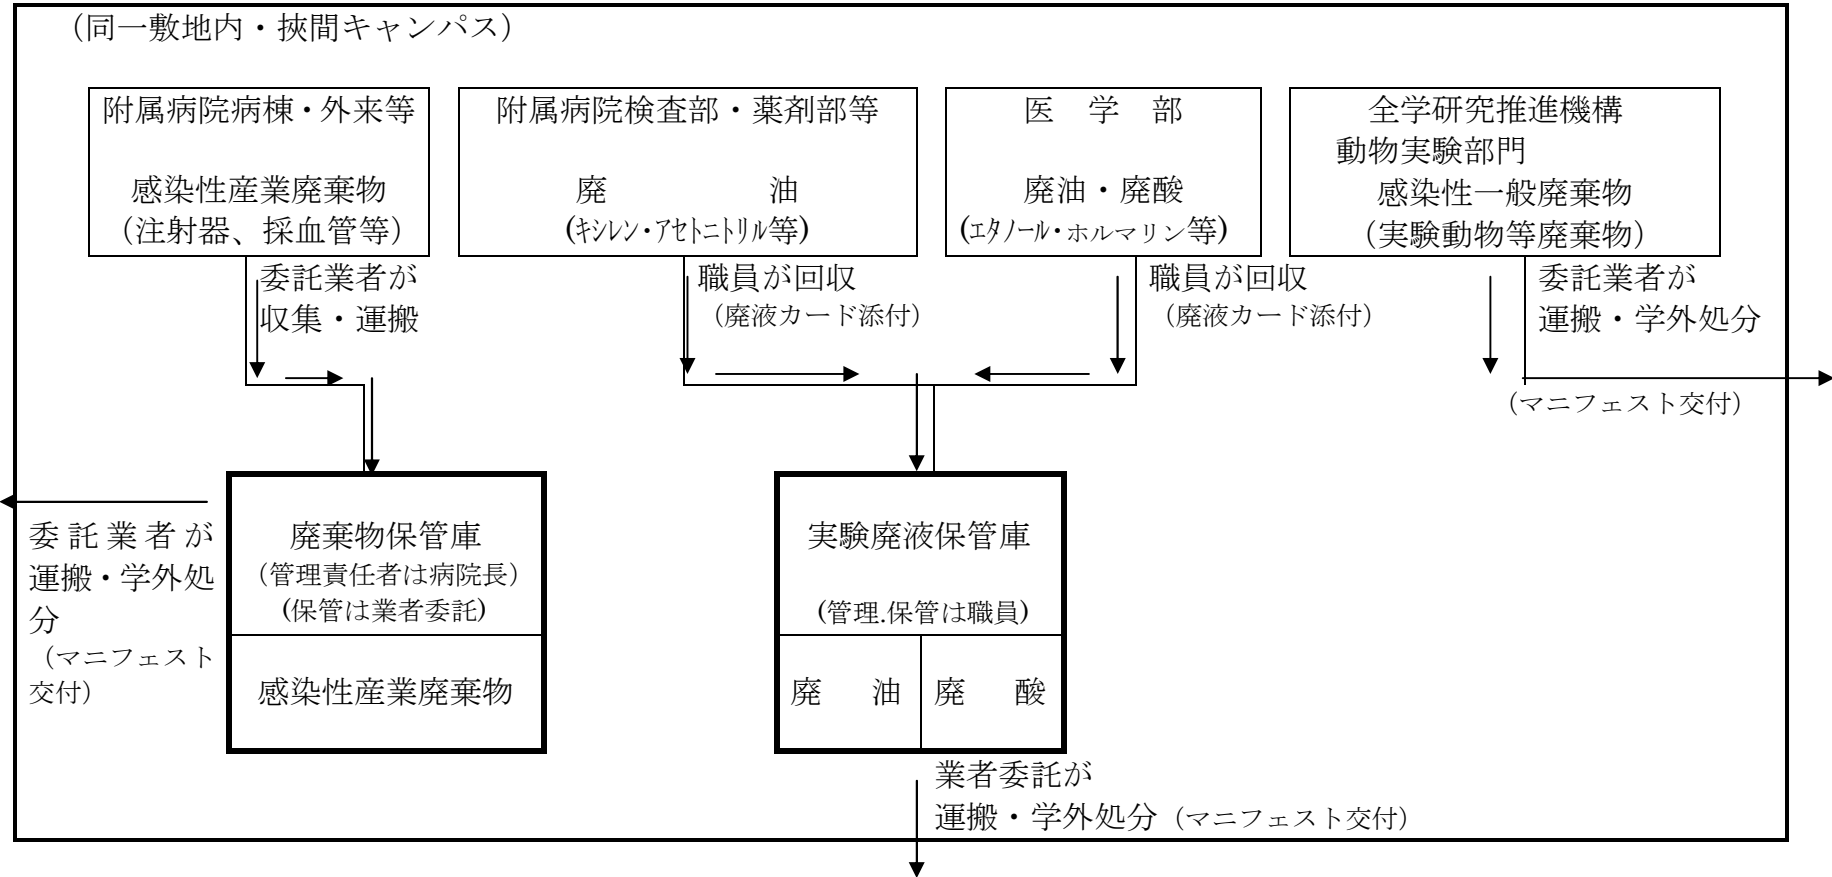 （同一敷地内・挾間キャンパス）
附属病院病棟・外来等
感染性産業廃棄物
（注射器、採血管等）
附属病院検査部・薬剤部等
廃　油
(ｷｼﾚﾝ・ｱｾﾄﾆﾄﾘﾙ等)
医　学　部
廃油・廃酸
(ｴﾀﾉｰﾙ・ホルマリン等)
全学研究推進機構
動物実験部門
感染性一般廃棄物
（実験動物等廃棄物）
委託業者が
収集・運搬
職員が回収
（廃液カード添付）
職員が回収
（廃液カード添付）
委託業者が
運搬・学外処分
（マニフェスト交付）
委託業者が
運搬・学外処
分
（マニフェスト
交付）
廃棄物保管庫
（管理責任者は病院長）
(保管は業者委託)
感染性産業廃棄物
実験廃液保管庫
(管理.保管は職員)
廃　油
廃　酸
業者委託が
運搬・学外処分（マニフェスト交付）